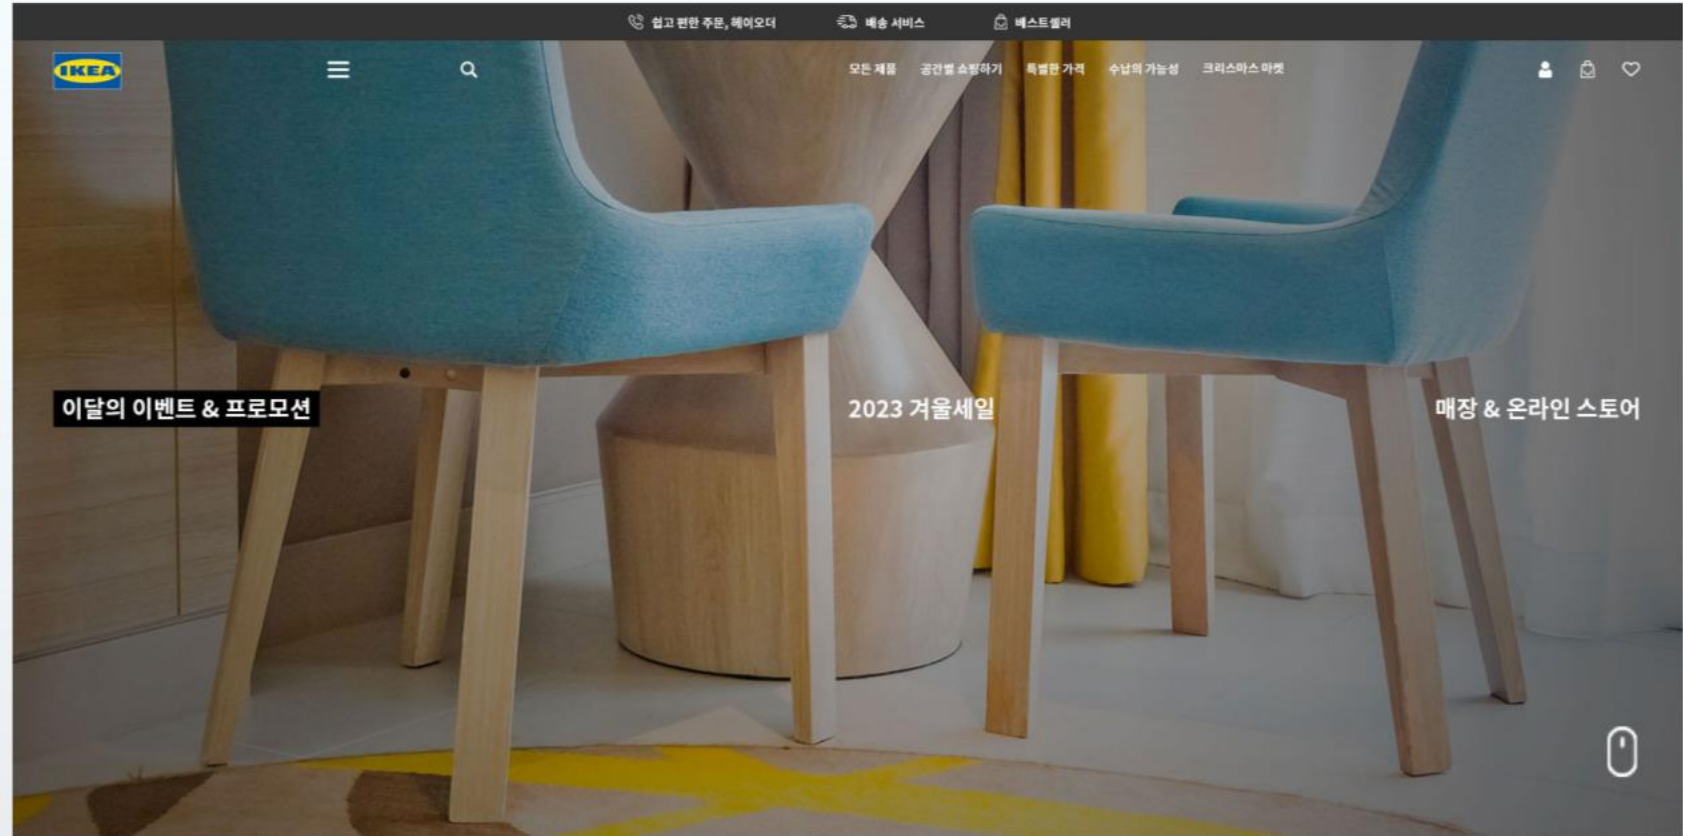 쉽고 편한 주문, 헤이오더 배송 서비스 베스트셀러
IKEA 모든 제품 공간별 쇼핑하기 특별한 가격 수납의 가능성 크리스마스 마켓
이달의 이벤트 & 프로모션 2023 겨울세일 매장 & 온라인 스토어